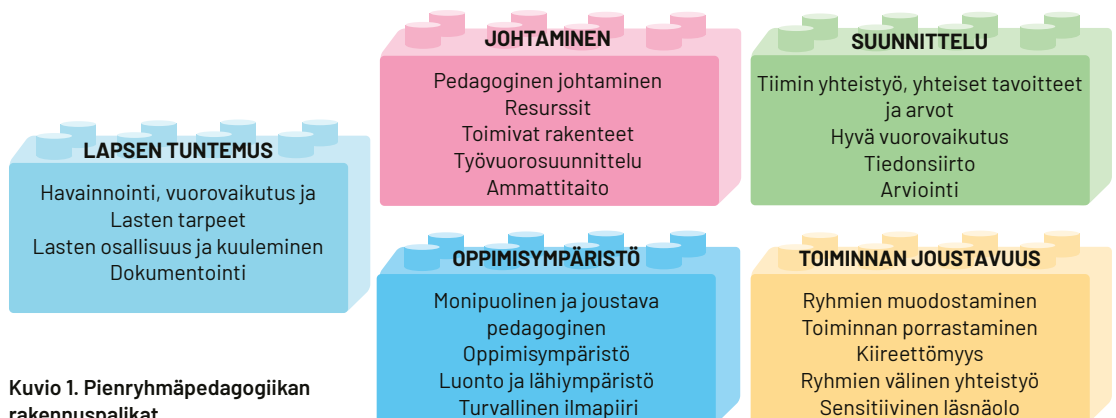 JOHTAMINEN
Pedagoginen johtaminen
Resurssit
Toimivat rakenteet
Työvuorosuunnittelu
Ammattitaito
SUUNNITTELU
Tiimin yhteistyö, yhteiset tavoitteet
ja arvot
Hyvä vuorovaikutus
Tiedonsiirto
Arviointi
LAPSEN TUNTEMUS
Havainnointi, vuorovaikutus ja
Lasten tarpeet
Lasten osallisuus ja kuuleminen
Dokumentointi
OPPIMISYMPÄRISTÖ
Monipuolinen ja joustava
pedagoginen
Oppimisympäristö
Luonto ja lähiympäristö
Turvallinen ilmapiiri
TOIMINNAN JOUSTAVUUS
Ryhmien muodostaminen
Toiminnan porrastaminen
Kiireettömyys
Ryhmien välinen yhteistyö
Sensitiivinen läsnäolo
Kuvio 1. Pienryhmäpedagogiikan
rakennuspalikat